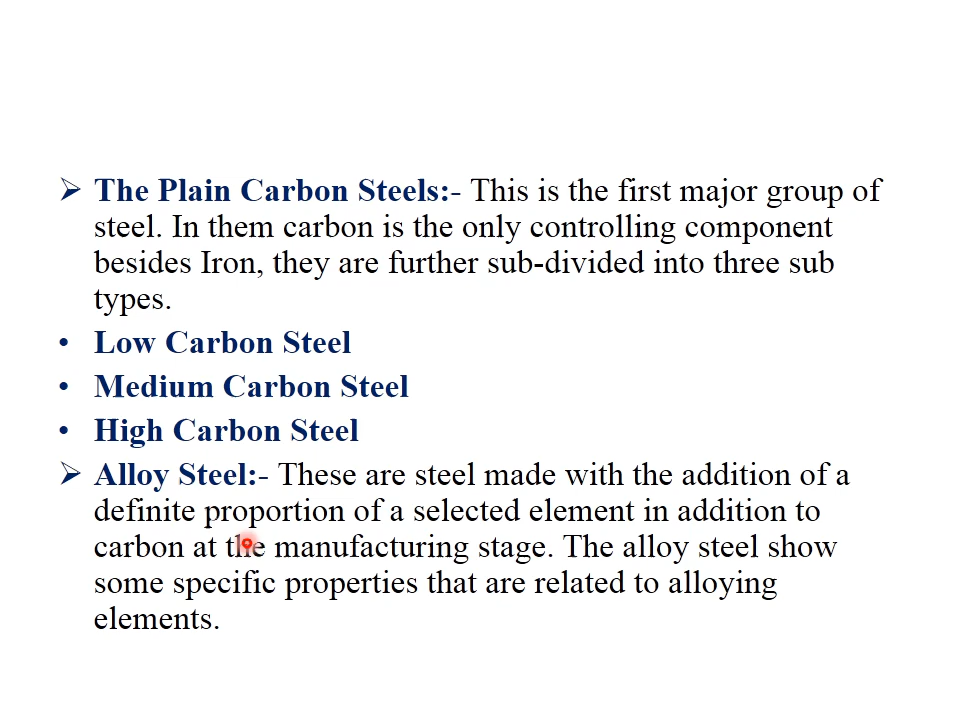 ➢ The Plain Carbon Steels:- This is the first major group of
steel. In them carbon is the only controlling component
besides Iron, they are further sub-divided into three sub
types.
• Low Carbon Steel
• Medium Carbon Steel
• High Carbon Steel
➢ Alloy Steel:- These are steel made with the addition of a
definite proportion of a selected element in addition to
carbon at the manufacturing stage. The alloy steel show
some specific properties that are related to alloying
elements.